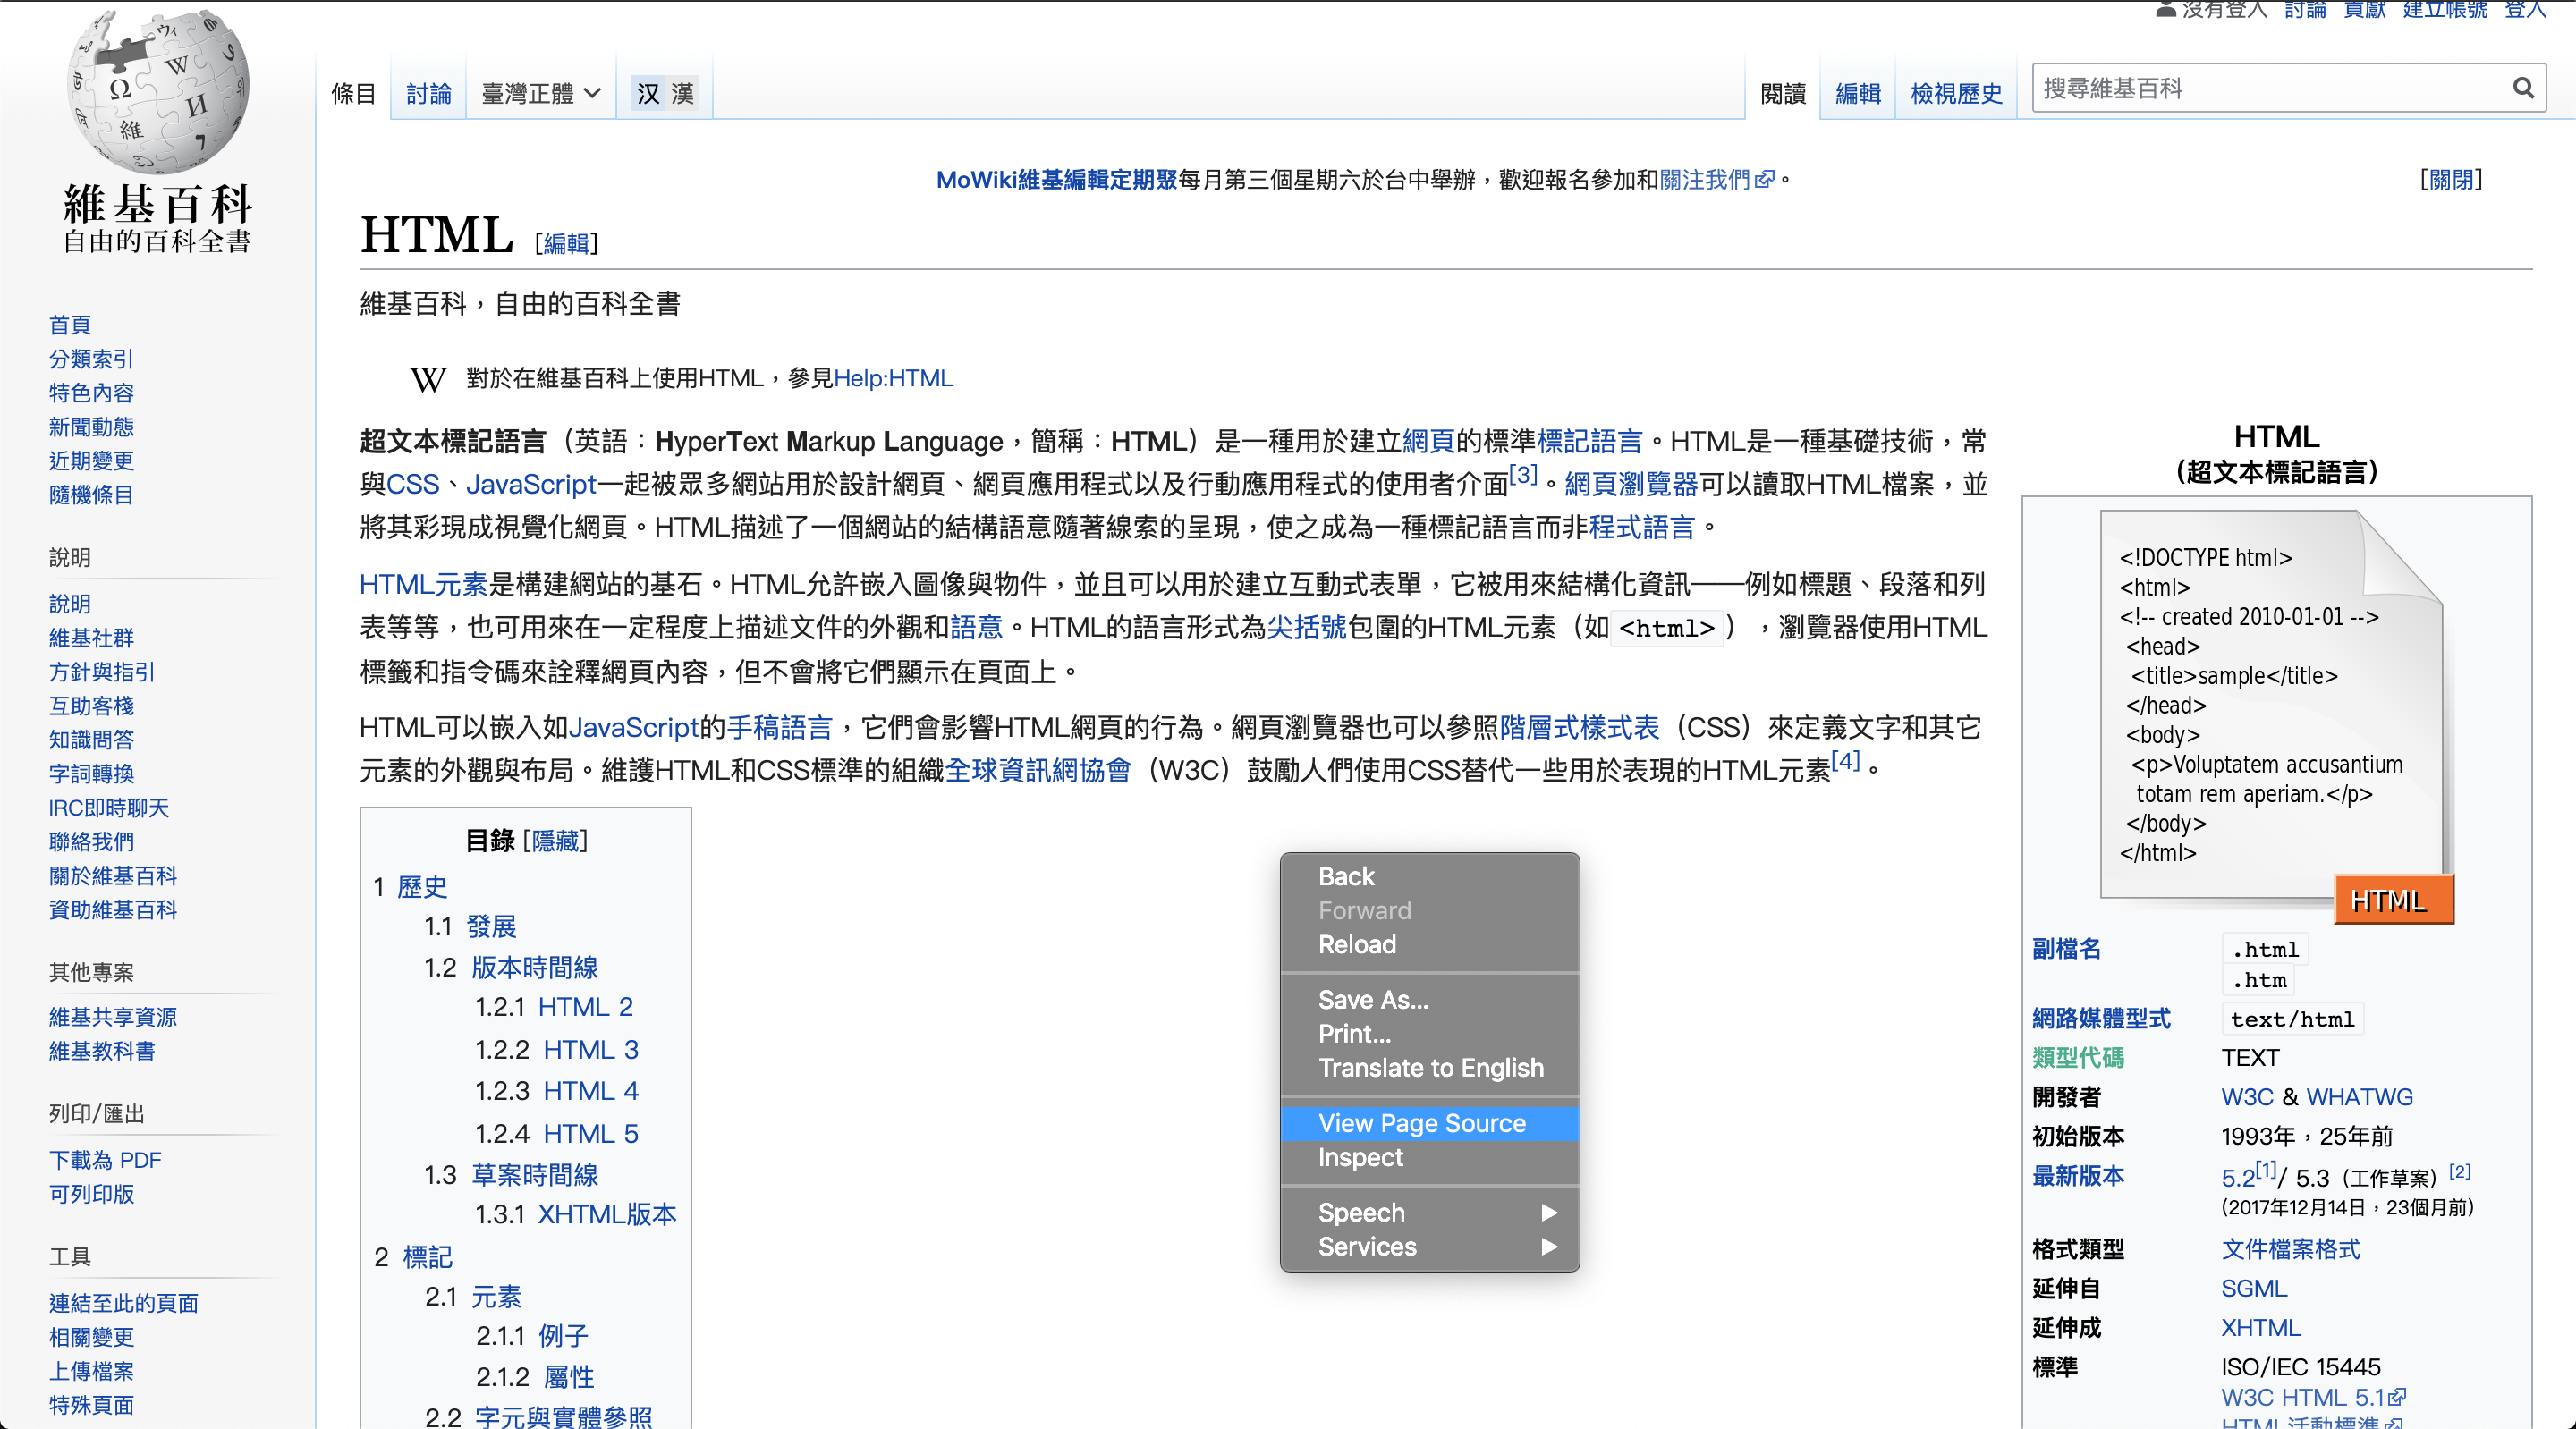 沒有登入 討論 貢獻 建立帳號 登入
維基百科
自由的百科全書
條目 討論 臺灣正體 汉 漢 閱讀 編輯 檢視歷史 搜尋維基百科
MoWiki維基編輯定期聚每月第三個星期六於台中舉辦，歡迎報名參加和關注我們。 [關閉]
HTML [編輯]
維基百科，自由的百科全書
對於在維基百科上使用HTML，參見Help:HTML
超文本標記語言（英語：HyperText Markup Language，簡稱：HTML）是一種用於建立網頁的標準標記語言。HTML是一種基礎技術，常
與CSS、JavaScript一起被眾多網站用於設計網頁、網頁應用程式以及行動應用程式的使用者介面[3]。網頁瀏覽器可以讀取HTML檔案，並
將其彩現成視覺化網頁。HTML描述了一個網站的結構語意隨著線索的呈現，使之成為一種標記語言而非程式語言。
HTML元素是構建網站的基石。HTML允許嵌入圖像與物件，並且可以用於建立互動式表單，它被用來結構化資訊——例如標題、段落和列
表等等，也可用來在一定程度上描述文件的外觀和語意。HTML的語言形式為尖括號包圍的HTML元素（如<html>），瀏覽器使用HTML
標籤和指令碼來詮釋網頁內容，但不會將它們顯示在頁面上。
HTML可以嵌入如JavaScript的手稿語言，它們會影響HTML網頁的行為。網頁瀏覽器也可以參照階層式樣式表（CSS）來定義文字和其它
元素的外觀與布局。維護HTML和CSS標準的組織全球資訊網協會（W3C）鼓勵人們使用CSS替代一些用於表現的HTML元素[4]。
首頁
分類索引
特色內容
新聞動態
近期變更
隨機條目
說明
說明
維基社群
方針與指引
互助客棧
知識問答
字詞轉換
IRC即時聊天
聯絡我們
關於維基百科
資助維基百科
其他專案
維基共享資源
維基教科書
列印/匯出
下載為 PDF
可列印版
工具
連結至此的頁面
相關變更
上傳檔案
特殊頁面
目錄 [隱藏]
1 歷史
1.1 發展
1.2 版本時間線
1.2.1 HTML 2
1.2.2 HTML 3
1.2.3 HTML 4
1.2.4 HTML 5
1.3 草案時間線
1.3.1 XHTML版本
2 標記
2.1 元素
2.1.1 例子
2.1.2 屬性
2.2 字元與實體參照
Back
Forward
Reload
Save As...
Print...
Translate to English
View Page Source
Inspect
Speech
Services
HTML
（超文本標記語言）
<!DOCTYPE html>
<html>
<!-- created 2010-01-01 -->
<head>
<title>sample</title>
</head>
<body>
<p>Voluptatem accusantium
totam rem aperiam.</p>
</body>
</html>
HTML
副檔名 .html
.htm
網路媒體型式 text/html
類型代碼 TEXT
開發者 W3C & WHATWG
初始版本 1993年，25年前
最新版本 5.2[1]/ 5.3（工作草案）[2]
(2017年12月14日，23個月前)
格式類型 文件檔案格式
延伸自 SGML
延伸成 XHTML
標準 ISO/IEC 15445
W3C HTML 5.1
HTML活動標準